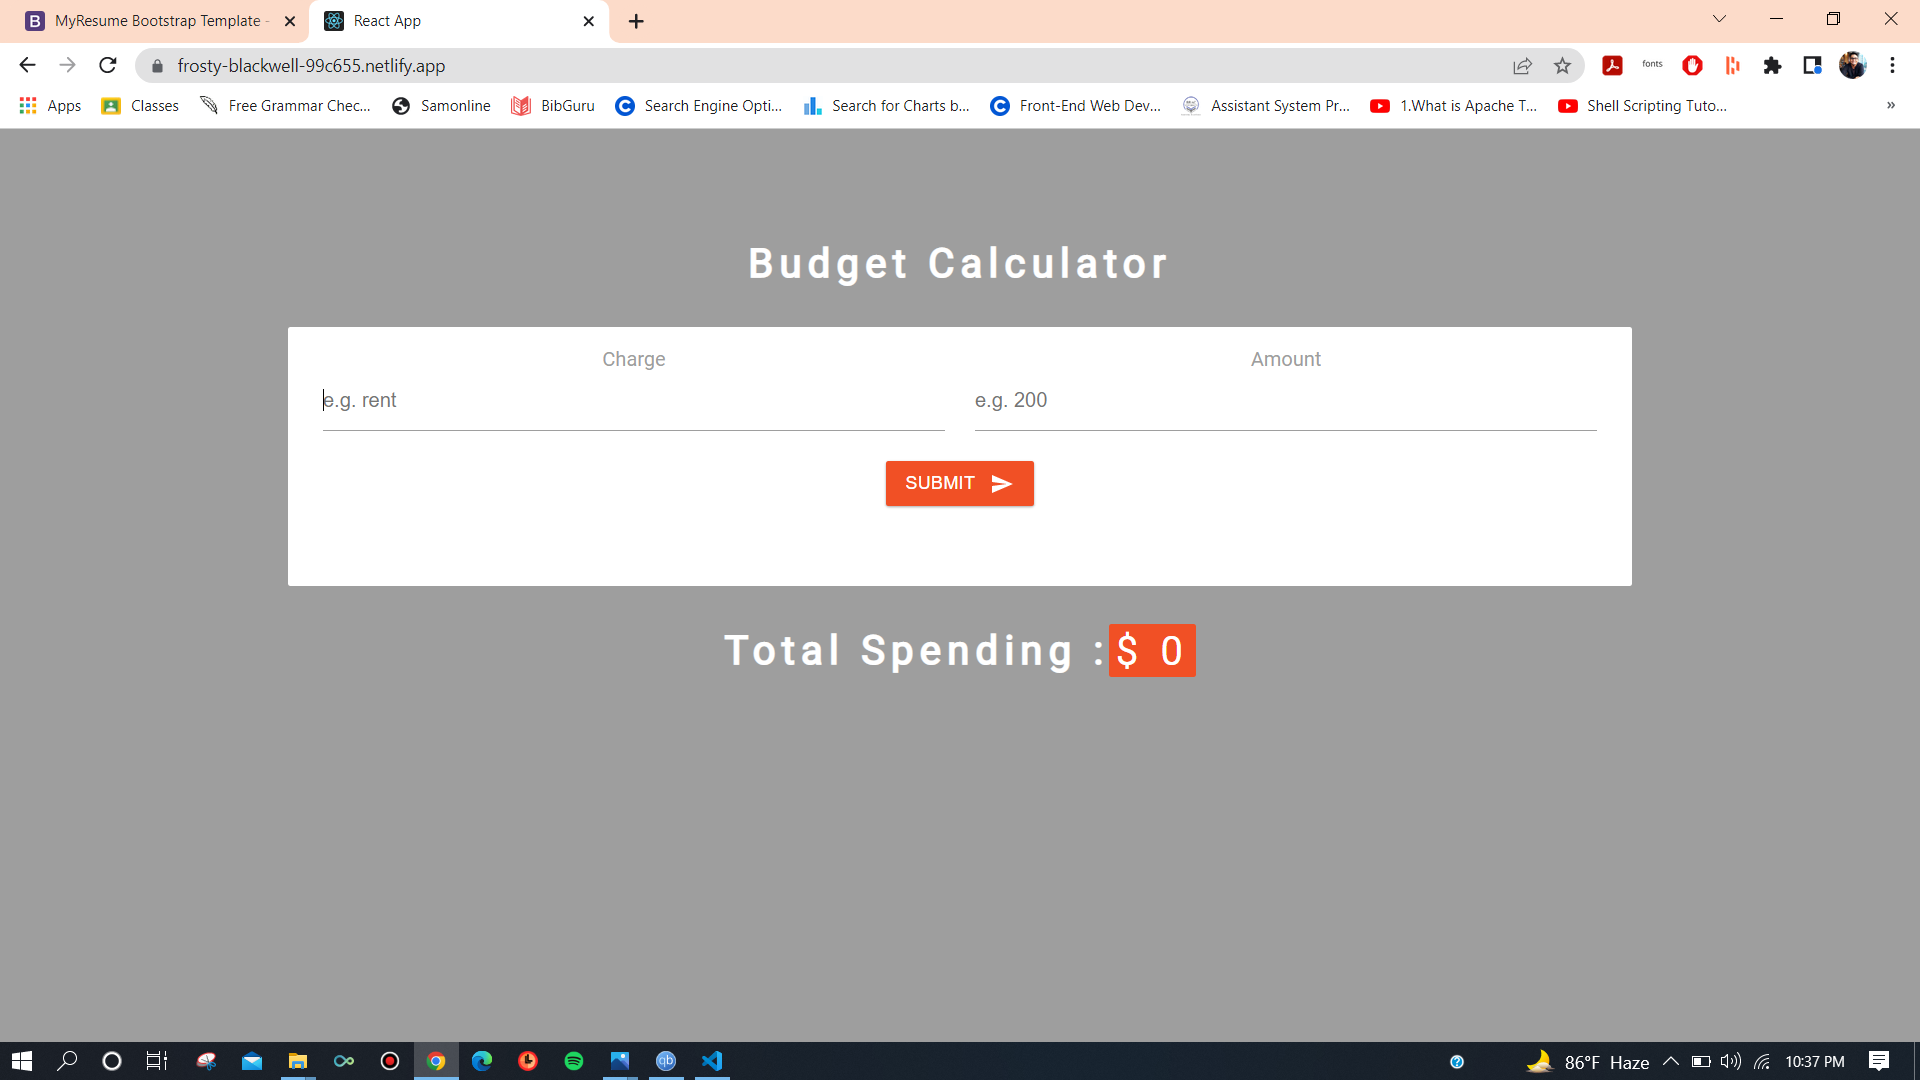 MyResume Bootstrap Template -
React App
frosty-blackwell-99c655.netlify.app
fonts
Apps
Classes
Free Grammar Chec...
Samonline
BibGuru
Search Engine Opti...
Search for Charts b...
Front-End Web Dev...
Assistant System Pr...
1.What is Apache T...
Shell Scripting Tuto...
»
Budget Calculator
Charge
Amount
e.g. rent
e.g. 200
SUBMIT
Total Spending :$ 0
86°F Haze
10:37 PM